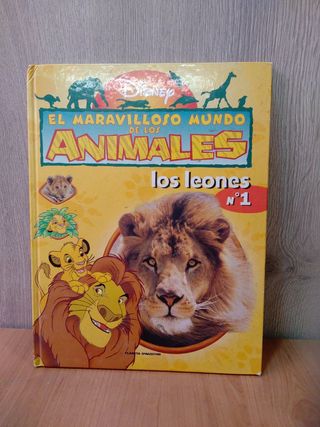 Disney
EL MARAVILLOSO MUNDO
DE LOS
ANIMALES
los leones
Nº1
PLANETA DEAGOSTINI